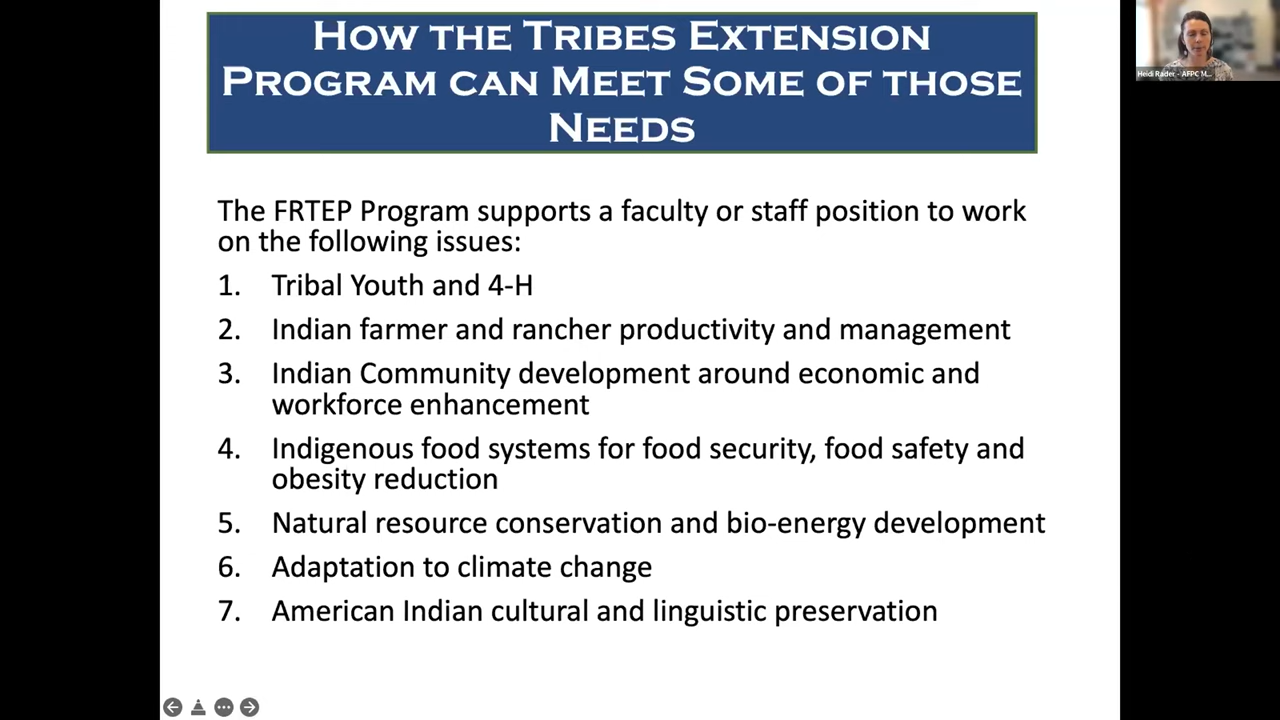 How the Tribes Extension
Program can Meet Some of those
Needs
The FRTEP Program supports a faculty or staff position to work
on the following issues:
1. Tribal Youth and 4-H
2. Indian farmer and rancher productivity and management
3. Indian Community development around economic and
workforce enhancement
4. Indigenous food systems for food security, food safety and
obesity reduction
5. Natural resource conservation and bio-energy development
6. Adaptation to climate change
7. American Indian cultural and linguistic preservation
Heidi Rader - AFPC M...